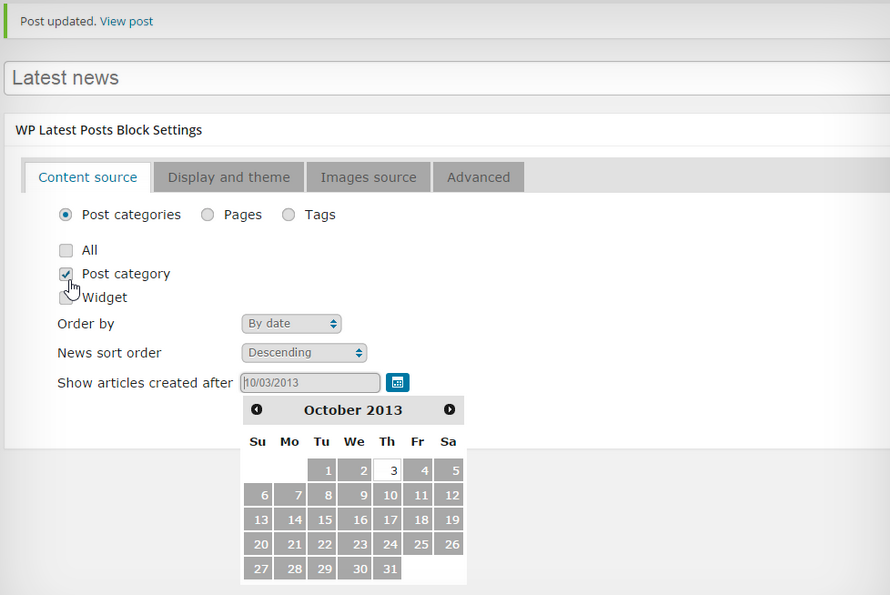 Post updated. View post
Latest news
WP Latest Posts Block Settings
Content source Display and theme Images source Advanced
Post categories Pages Tags
All
Post category
Widget
Order by By date
News sort order Descending
Show articles created after 10/03/2013
October 2013
Su Mo Tu We Th Fr Sa
1 2 3 4 5
6 7 8 9 10 11 12
13 14 15 16 17 18 19
20 21 22 23 24 25 26
27 28 29 30 31